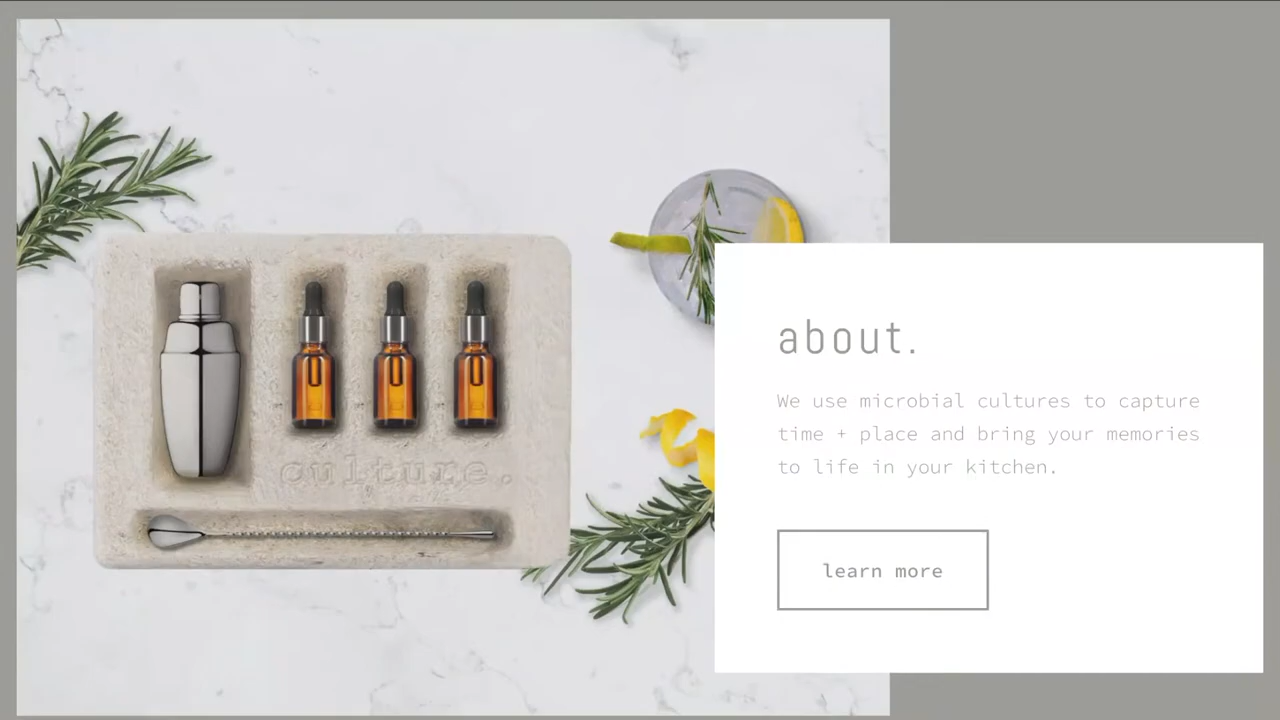 culture.
about.
We use microbial cultures to capture
time + place and bring your memories
to life in your kitchen.
learn more